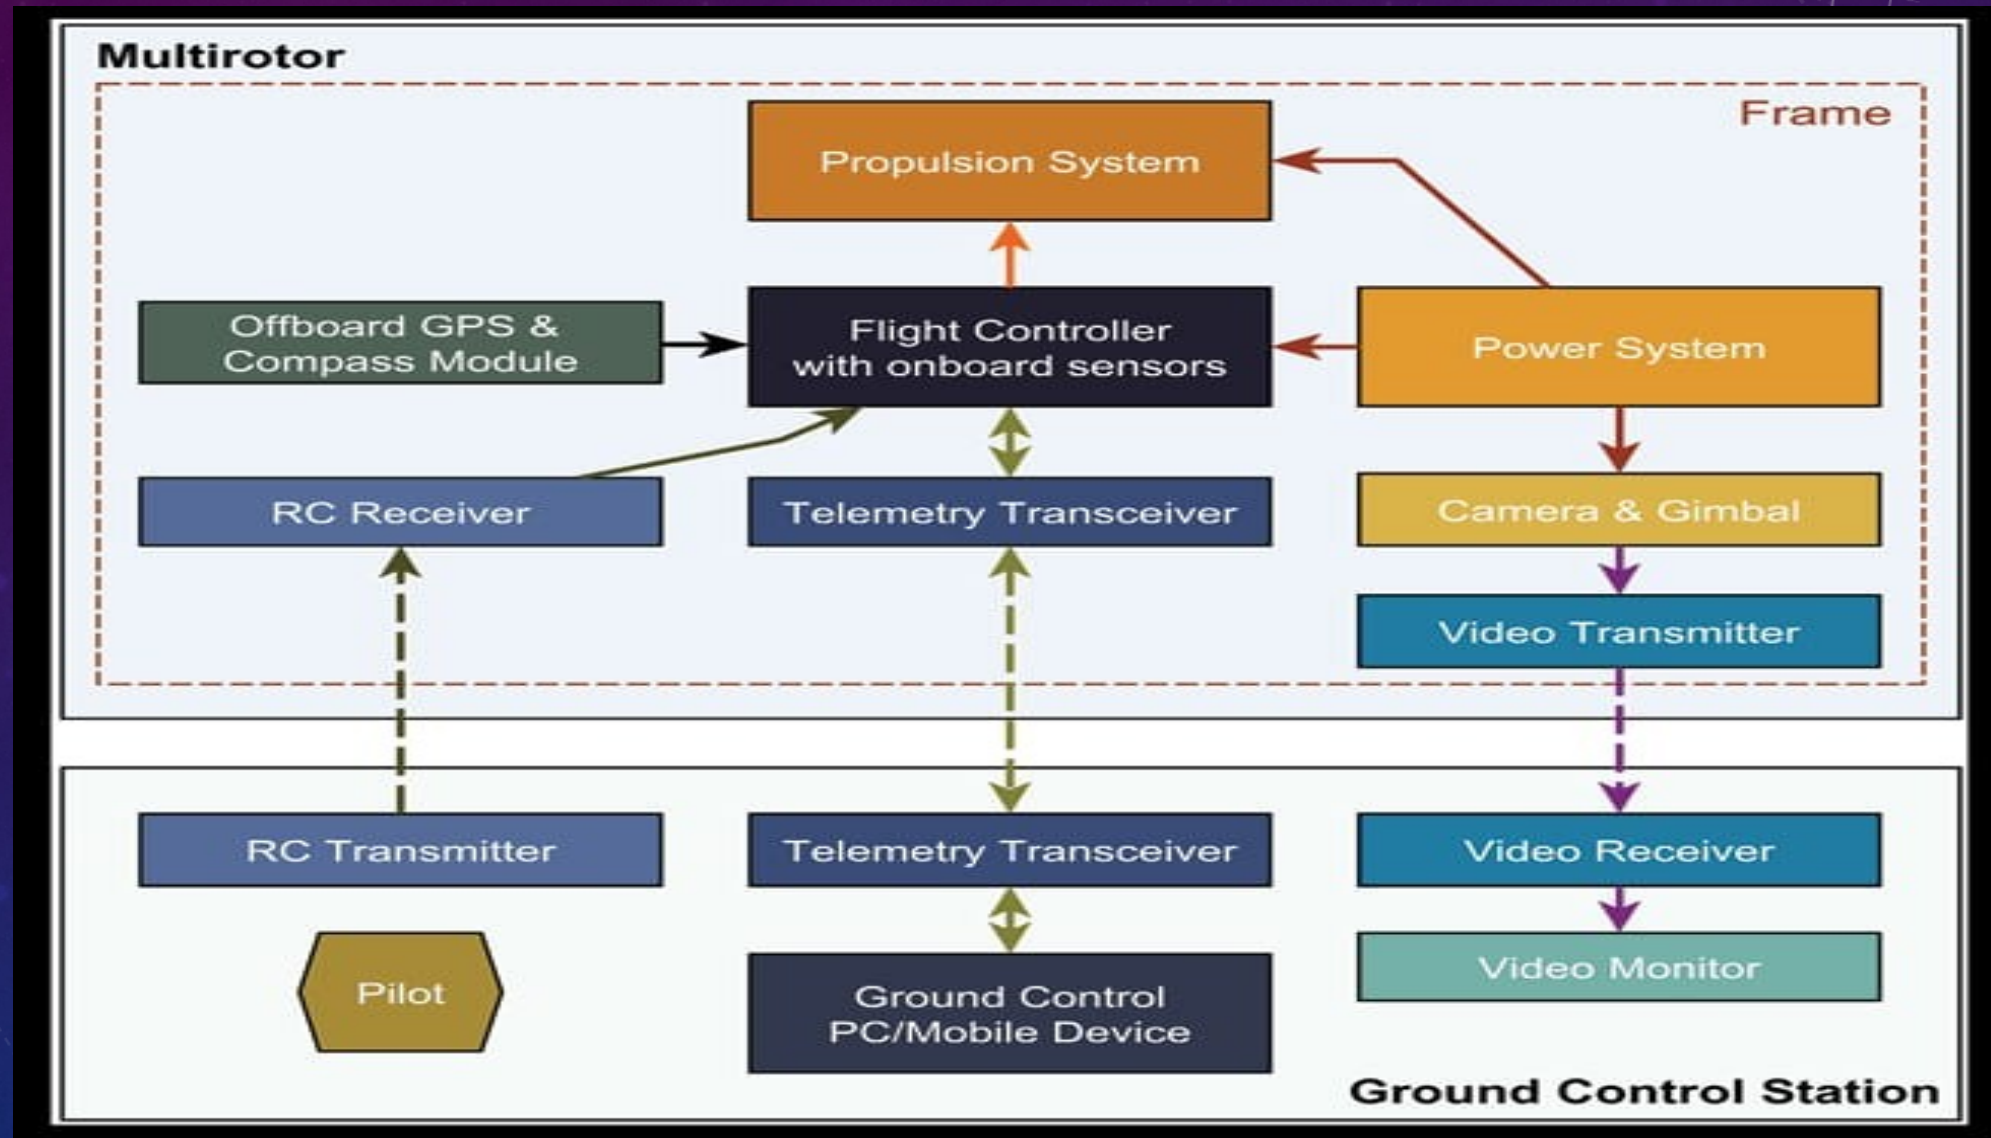 Multirotor
Frame
Propulsion System
Offboard GPS &
Compass Module
Flight Controller
with onboard sensors
Power System
RC Receiver
Telemetry Transceiver
Camera & Gimbal
Video Transmitter
RC Transmitter
Telemetry Transceiver
Video Receiver
Pilot
Ground Control
PC/Mobile Device
Video Monitor
Ground Control Station